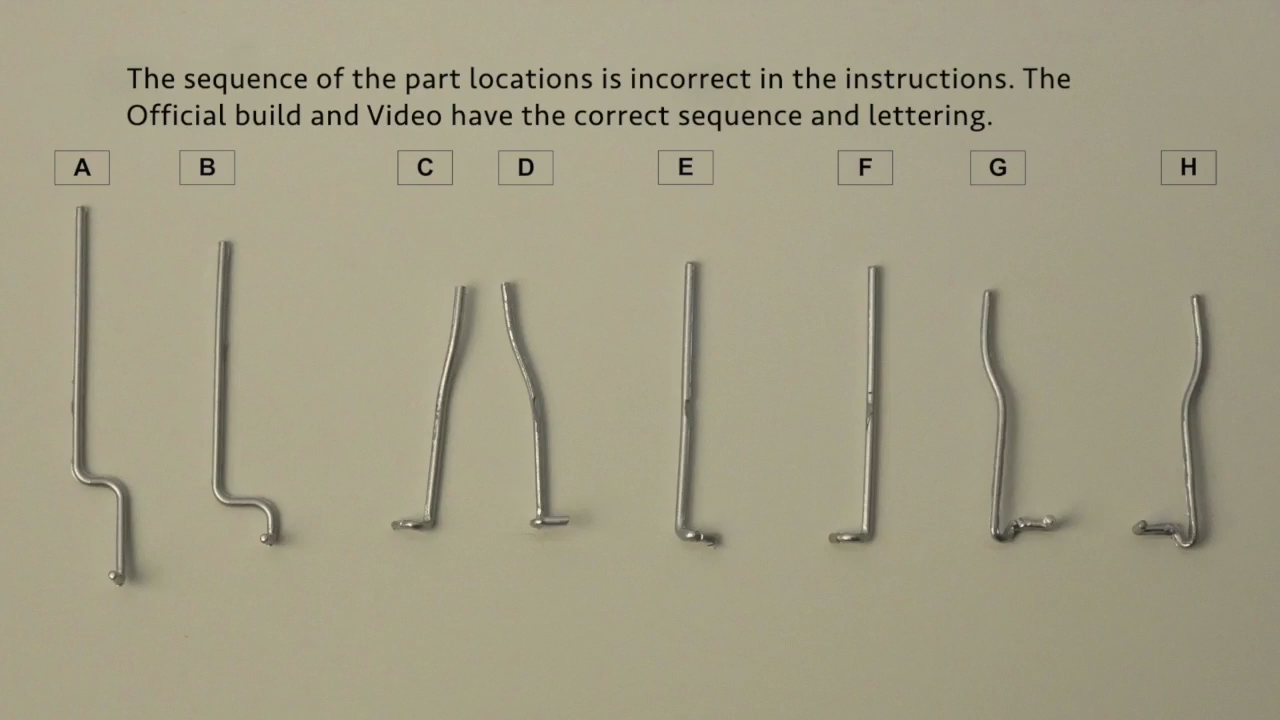 The sequence of the part locations is incorrect in the instructions. The
Official build and Video have the correct sequence and lettering.
A B C D E F G H